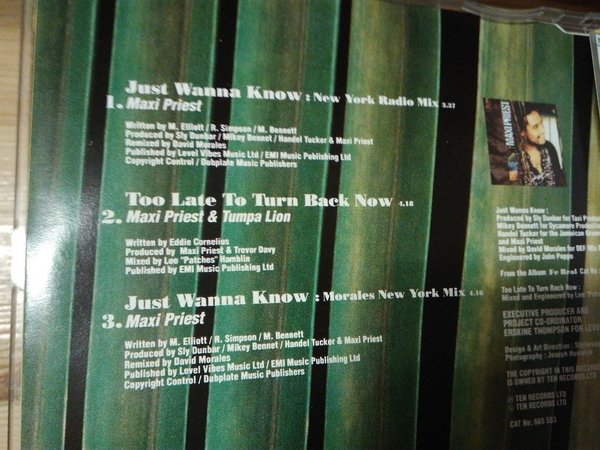 Just Wanna Know : New York Radio Mix 3.37
1. Maxi Priest
Written by M. Elliott / R. Simpson / M. Bennett
Produced by Sly Dunbar / Mikey Bennet / Handel Tucker & Maxi Priest
Remixed by David Morales
Published by Level Vibes Music Ltd / EMI Music Publishing Ltd
Copyright Control / Dubplate Music Publishers
Too Late To Turn Back Now 4.18
2. Maxi Priest & Tumpa Lion
Written by Eddie Cornelius
Produced by Maxi Priest & Trevor Davy
Mixed by Leo "Patches" Hamblin
Published by EMI Music Publishing Ltd
Just Wanna Know : Morales New York Mix 4.16
3. Maxi Priest
Written by M. Elliott / R. Simpson / M. Bennett
Produced by Sly Dunbar / Mikey Bennet / Handel Tucker & Maxi Priest
Remixed by David Morales
Published by Level Vibes Music Ltd / EMI Music Publishing Ltd
Copyright Control / Dubplate Music Publishers
MAXI PRIEST
Just Wanna Know :
Produced by Sly Dunbar for Taxi
Mikey Bennett for Sycamore
Handel Tucker for the Jamaican
and Maxi Priest
Mixed by David Morales for DEF
Engineered by John Poppo
From the Album Fe Real Cat No
Too Late To Turn Back Now :
Mixed and Engineered by Leo
EXECUTIVE PRODUCER AND
PROJECT CO-ORDINATOR :
ERSKINE THOMPSON FOR
Design & Art Direction :
Photography : Joseph
THE COPYRIGHT IN THIS
IS OWNED BY TEN RECORDS
℗ TEN RECORDS LTD
© TEN RECORDS LTD
CAT No: 665 593